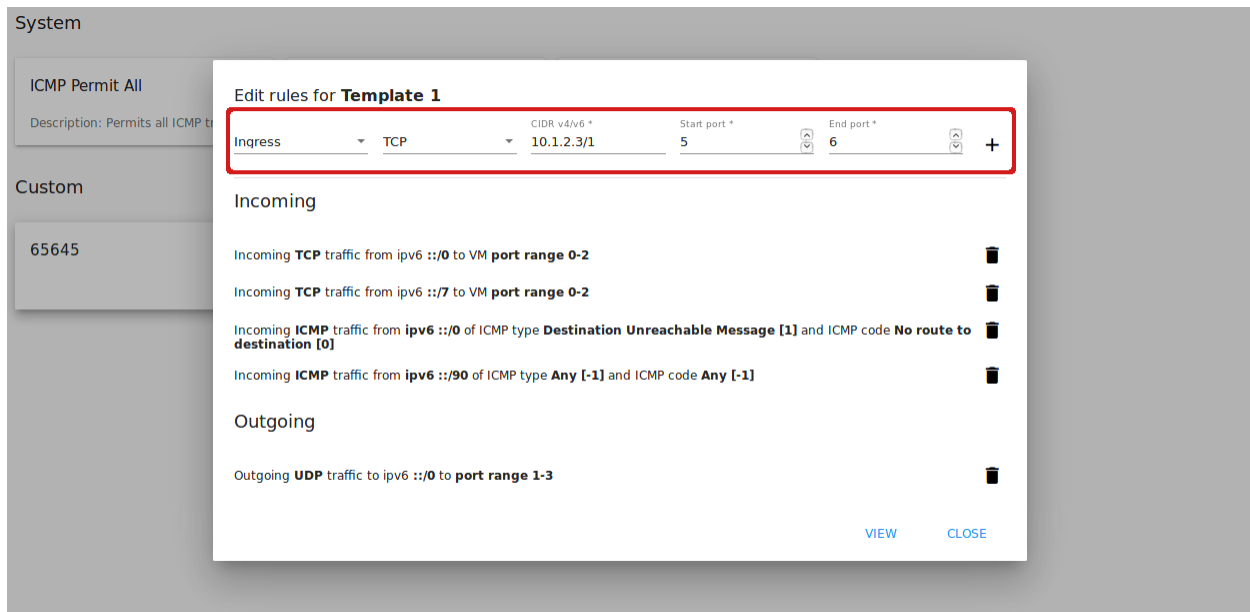 System
ICMP Permit All
Description: Permits all ICMP tr
Custom
65645
Edit rules for Template 1
Ingress TCP CIDR v4/v6 * 10.1.2.3/1 Start port * 5 End port * 6 +
Incoming
Incoming TCP traffic from ipv6 ::/0 to VM port range 0-2
Incoming TCP traffic from ipv6 ::/7 to VM port range 0-2
Incoming ICMP traffic from ipv6 ::/0 of ICMP type Destination Unreachable Message [1] and ICMP code No route to
destination [0]
Incoming ICMP traffic from ipv6 ::/90 of ICMP type Any [-1] and ICMP code Any [-1]
Outgoing
Outgoing UDP traffic to ipv6 ::/0 to port range 1-3
VIEW CLOSE